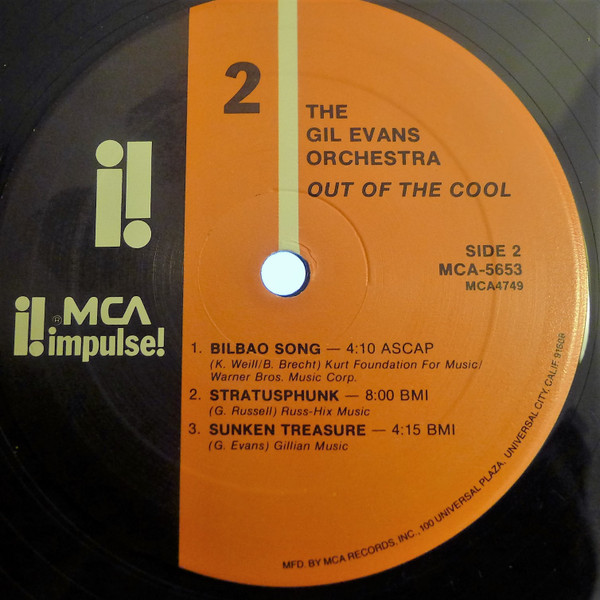 2
THE
GIL EVANS
ORCHESTRA
OUT OF THE COOL
i!
SIDE 2
MCA-5653
MCA4749
i! ® MCA
impulse!
1. BILBAO SONG — 4:10 ASCAP
(K. Weill/B. Brecht) Kurt Foundation For Music/
Warner Bros. Music Corp.
2. STRATUSPHUNK — 8:00 BMI
(G. Russell) Russ-Hix Music
3. SUNKEN TREASURE — 4:15 BMI
(G. Evans) Gillian Music
MFD. BY MCA RECORDS, INC., 100 UNIVERSAL PLAZA, UNIVERSAL CITY, CALIF. 91608